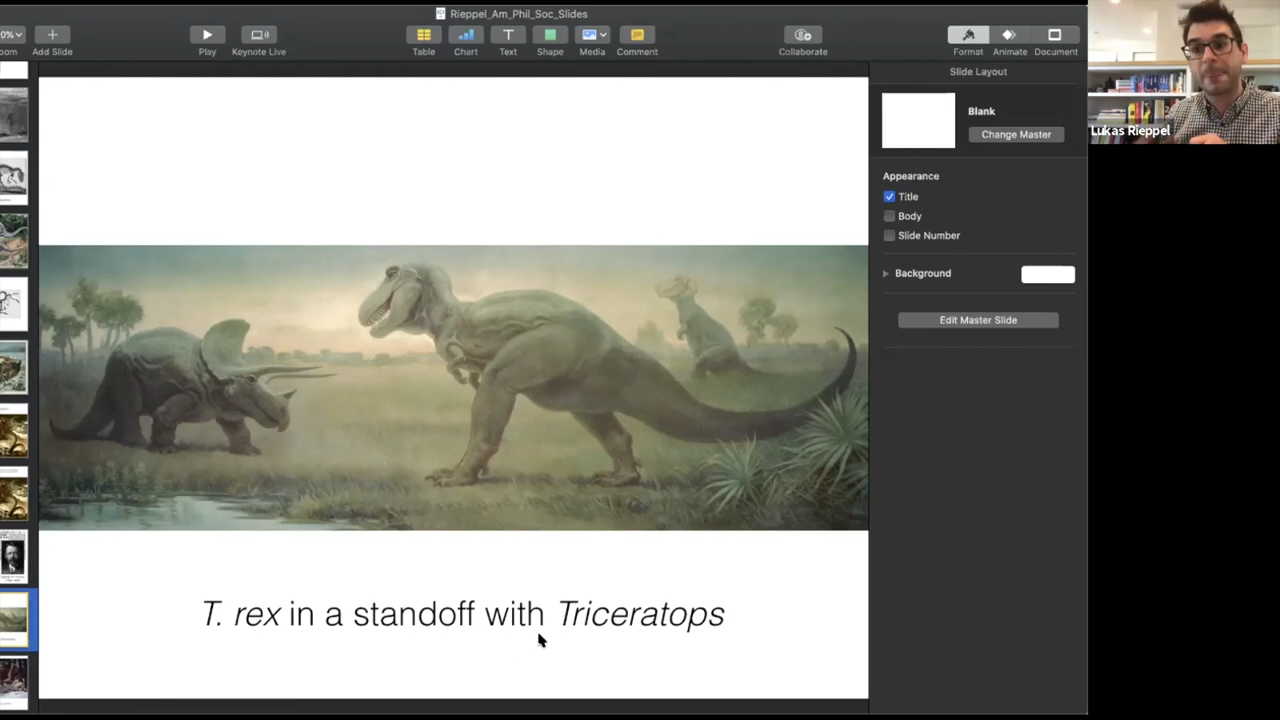 Rieppel_Am_Phil_Soc_Slides
0%
Add Slide
Play
Keynote Live
Table
Chart
Text
Shape
Media
Comment
Collaborate
Format
Animate
Document
Slide Layout
Blank
Change Master
Appearance
Title
Body
Slide Number
Background
Edit Master Slide
Lukas Rieppel
T. rex in a standoff with Triceratops